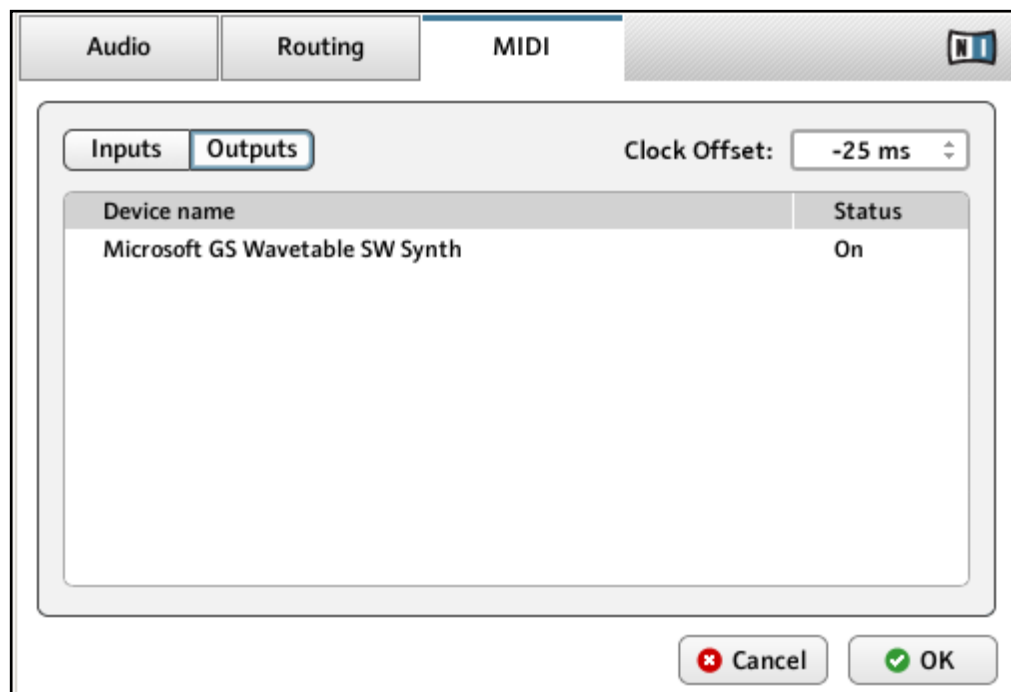 Audio Routing MIDI NI
Inputs Outputs Clock Offset: -25 ms
Device name Status
Microsoft GS Wavetable SW Synth On
Cancel OK